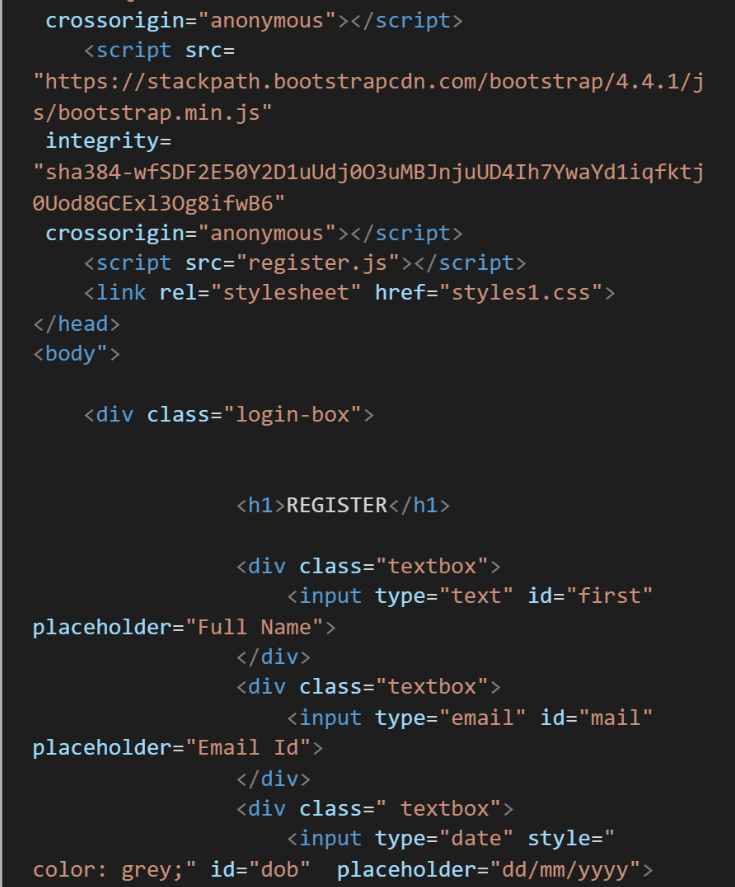 crossorigin="anonymous"></script>
<script src=
"https://stackpath.bootstrapcdn.com/bootstrap/4.4.1/j
s/bootstrap.min.js"
integrity=
"sha384-wfSDF2E50Y2D1uUdj0O3uMBJnjuUD4Ih7YwaYd1iqfktj
0Uod8GCExl3Og8ifwB6"
crossorigin="anonymous"></script>
<script src="register.js"></script>
<link rel="stylesheet" href="styles1.css">
</head>
<body">
<div class="login-box">
<h1>REGISTER</h1>
<div class="textbox">
<input type="text" id="first"
placeholder="Full Name">
</div>
<div class="textbox">
<input type="email" id="mail"
placeholder="Email Id">
</div>
<div class=" textbox">
<input type="date" style="
color: grey;" id="dob"  placeholder="dd/mm/yyyy">